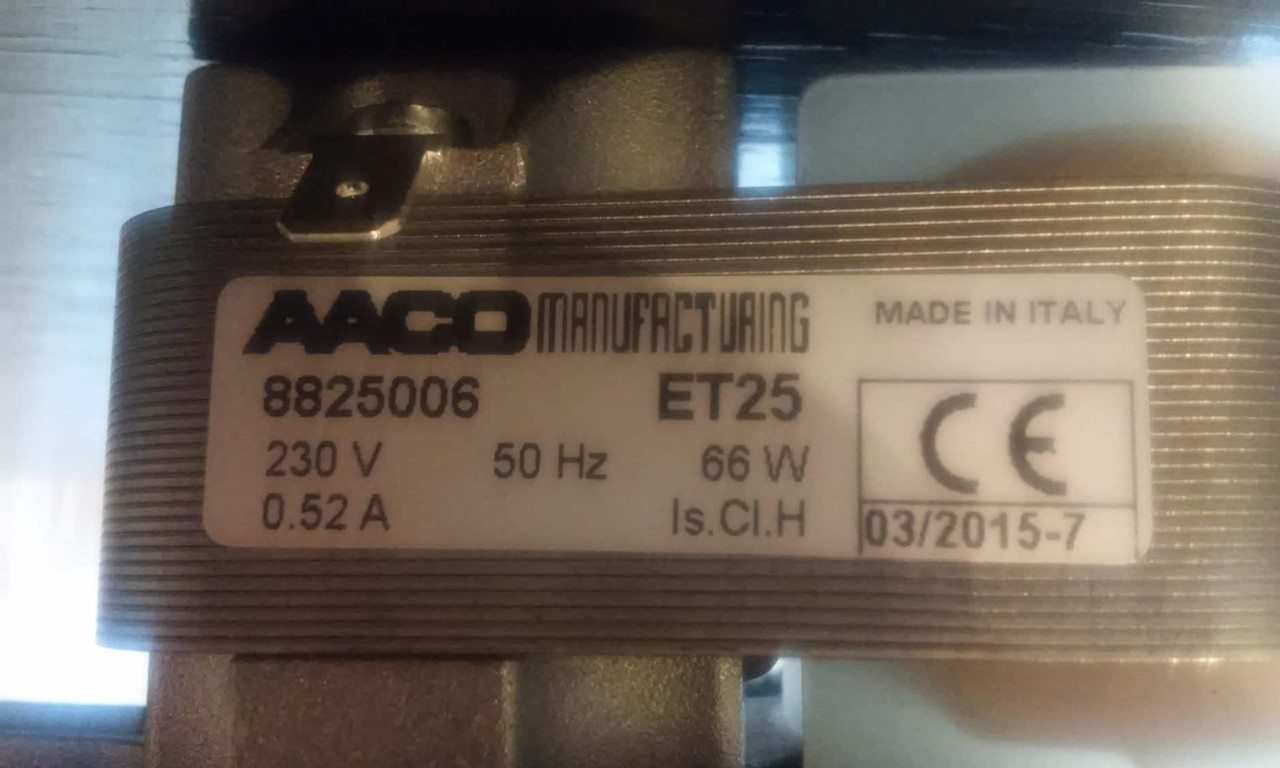 AACO MANUFACTURING
MADE IN ITALY
8825006 ET25
230 V 50 Hz 66 W
0.52 A Is.Cl.H
CE
03/2015-7